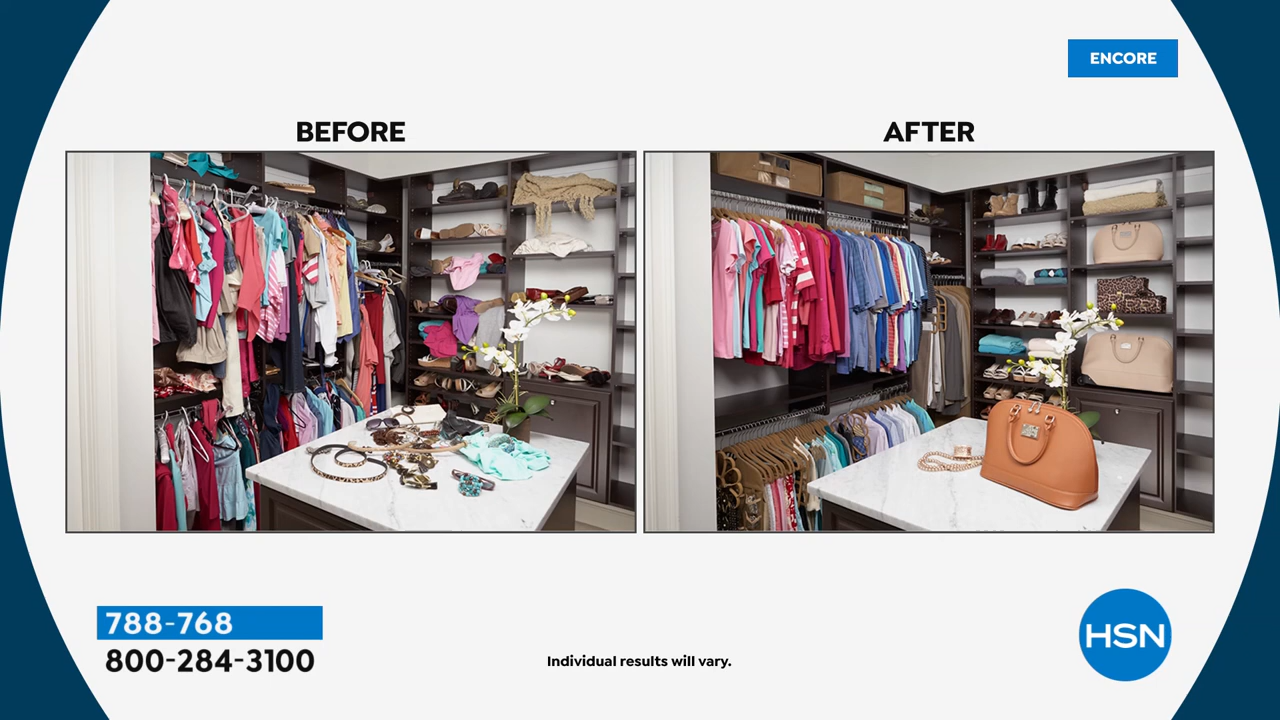 ENCORE
BEFORE
AFTER
788-768
800-284-3100
Individual results will vary.
HSN